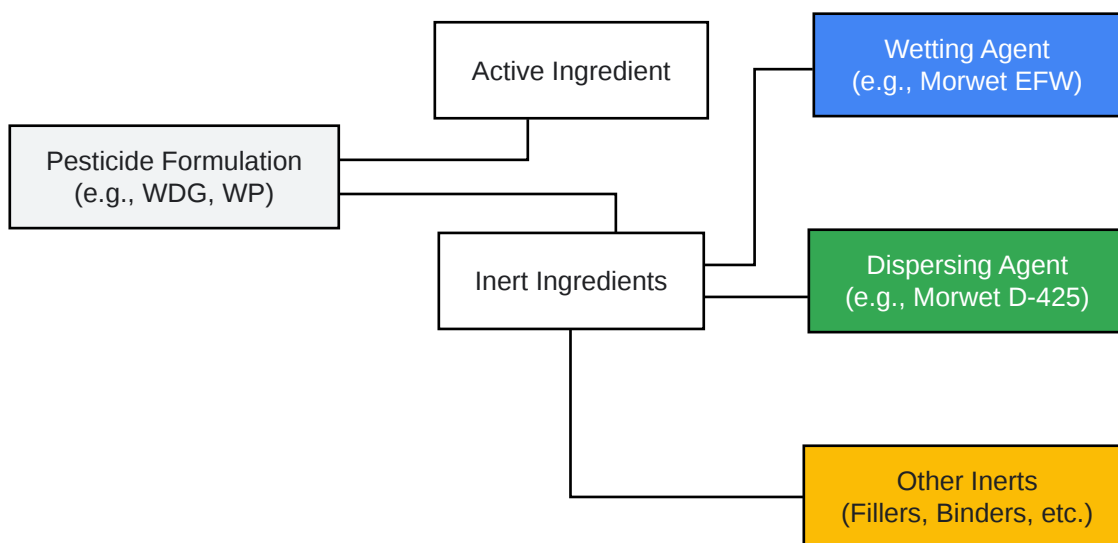 Active Ingredient
Wetting Agent
(e.g., Morwet EFW)
Pesticide Formulation
(e.g., WDG, WP)
Inert Ingredients
Dispersing Agent
(e.g., Morwet D-425)
Other Inerts
(Fillers, Binders, etc.)